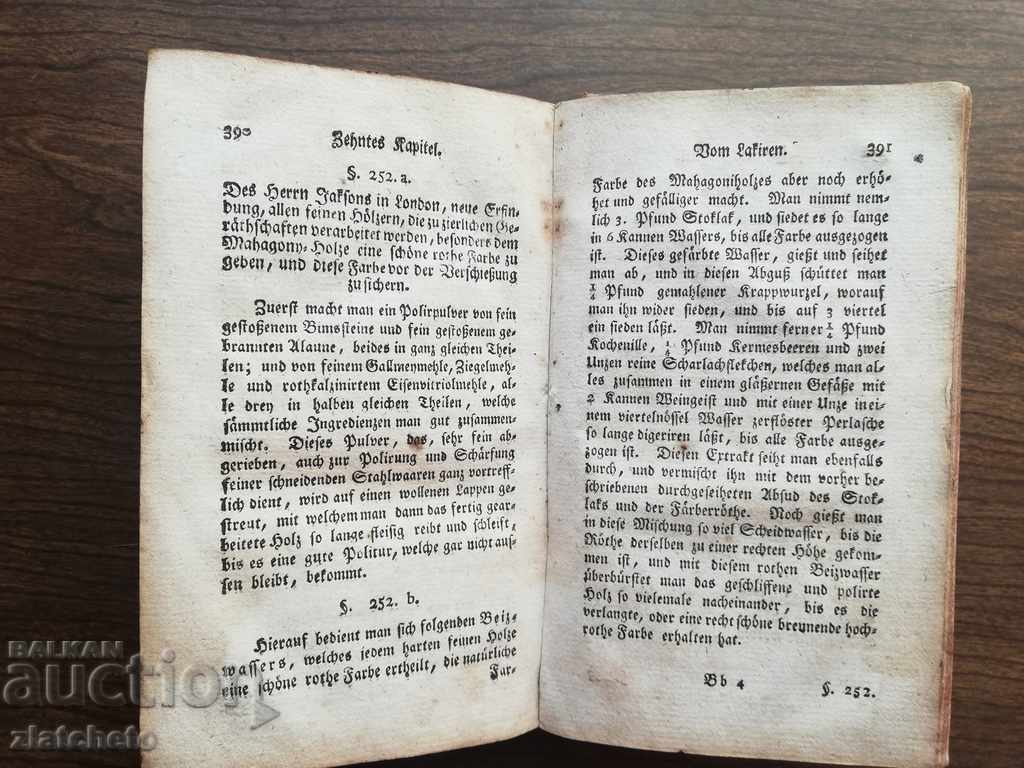 390 Zehntes Kapitel.
§. 252. a.
Des Herrn Jaksons in London, neue Erfin-
dung, allen feinen Hölzern, die zu zierlichen Ge-
räthschaften verarbeitet werden, besonders dem
Mahagony-Holze eine schöne rothe Farbe zu
geben, und diese Farbe vor der Verschießung
zu sichern.
Zuerst macht man ein Polirpulver von fein
gestoßenem Bimssteine und fein gestoßenem ge-
brannten Alaune, beides in ganz gleichen Thei-
len; und von feinem Gallmeymehle, Ziegelmeh-
le und rothkalzinirtem Eisenvitriolmehle, al-
le drey in halben gleichen Theilen, welche
sämmtliche Ingredienzen man gut zusammen-
mischt. Dieses Pulver, das, sehr fein ab-
gerieben, auch zur Polirung und Schärfung
feiner schneidenden Stahlwaaren ganz vortreff-
lich dient, wird auf einen wollenen Lappen ge-
streut, mit welchem man dann das fertig gear-
beitete Holz so lange fleisig reibt und schleift,
bis es eine gute Politur, welche gar nicht auf-
sen bleibt, bekommt.
§. 252. b.
Hierauf bedient man sich folgenden Beiz-
wassers, welches jedem harten feinen Holze
eine schöne rothe Farbe ertheilt, die natürliche
Far-
Vom Lakiren. 391
Farbe des Mahagoniholzes aber noch erhö-
het und gefälliger macht. Man nimmt nem-
lich 3. Pfund Stoklak, und siedet es so lange
in 6 Kannen Wassers, bis alle Farbe ausgezogen
ist. Dieses gefärbte Wasser, gießt und seihet
man ab, und in diesen Abguß schüttet man
¼ Pfund gemahlener Krappwurzel, worauf
man ihn wider sieden, und bis auf 3 viertel
ein sieden läßt. Man nimmt ferner ¼ Pfund
Kochenille, ¼ Pfund Kermesbeeren und zwei
Unzen reine Scharlachflekchen, welches man al-
les zusammen in einem gläßernen Gefäße mit
2 Kannen Weingeist und mit einer Unze in ei-
nem viertelnössel Wasser zerflöster Perlasche
so lange digeriren läßt, bis alle Farbe ausge-
zogen ist. Diesen Extrakt seiht man ebenfalls
durch, und vermischt ihn mit dem vorher be-
schriebenen durchgeseiheten Absud des Stok-
laks und der Färberröthe. Noch gießt man
in diese Mischung so viel Scheidwasser, bis die
Röthe derselben zu einer rechten Höhe gekom-
men ist, und mit diesem rothen Beizwasser
überbürstet man das geschliffene und polirte
Holz so vielemale nacheinander, bis es die
verlangte, oder eine recht schöne brennende hoch-
rothe Farbe erhalten hat.
Bb 4 §. 252.
BALKAN
auction
zlatcheto